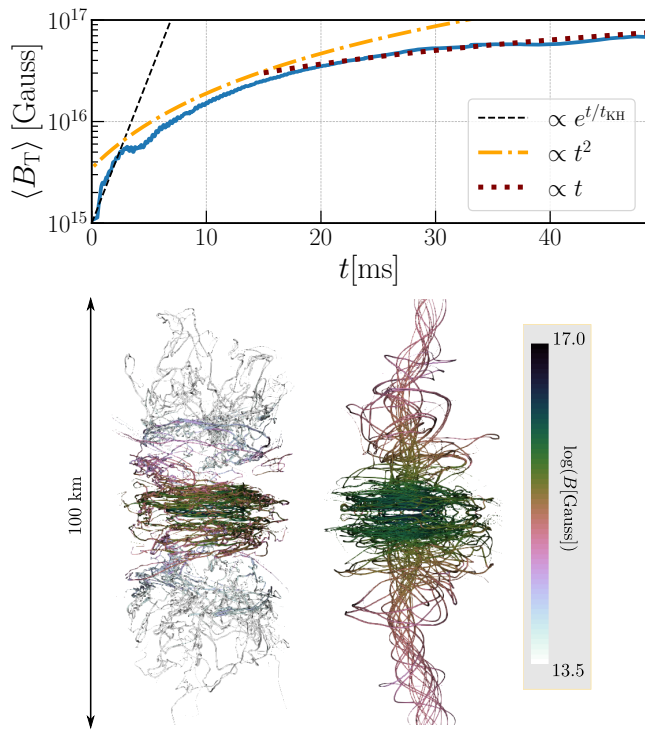 10^17
10^16
10^15
⟨B_T⟩ [Gauss]
∝ e^{t/t_KH}
∝ t^2
∝ t
0 10 20 30 40
t[ms]
100 km
17.0
log(B[Gauss])
13.5